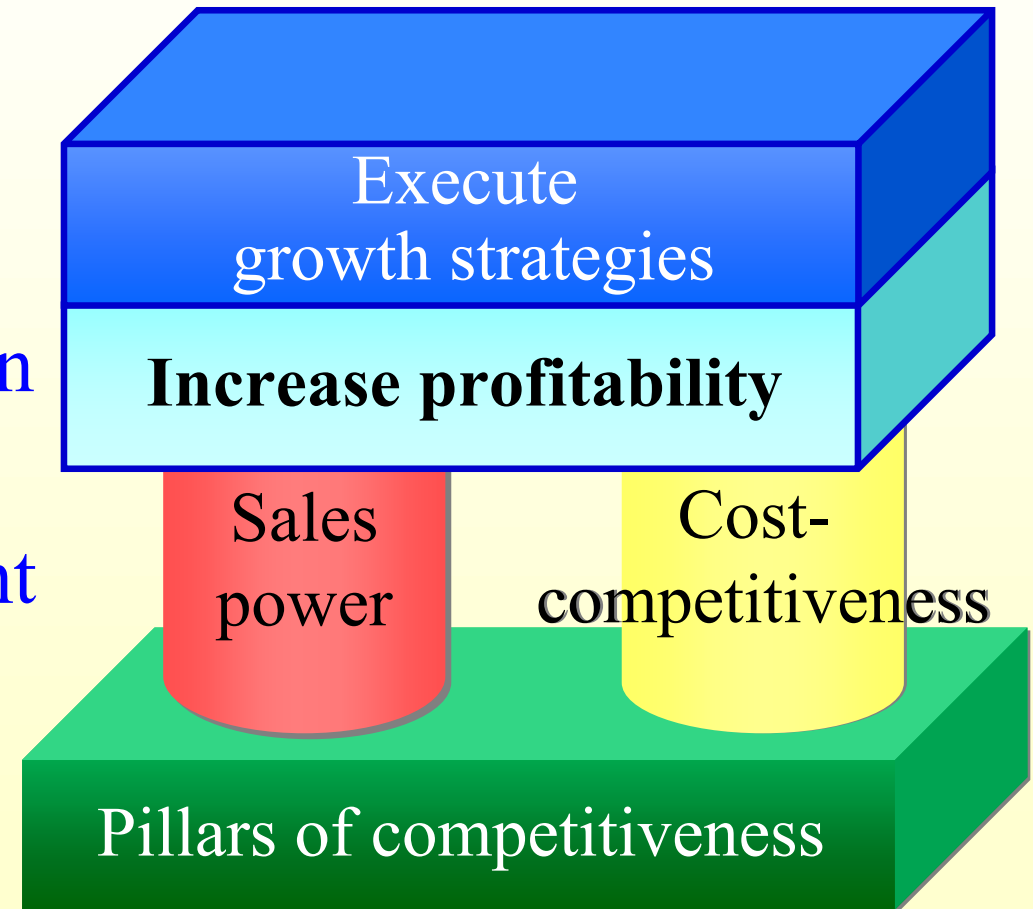 Execute
growth strategies
Increase profitability
Sales
power
Cost-
competitiveness
Pillars of competitiveness